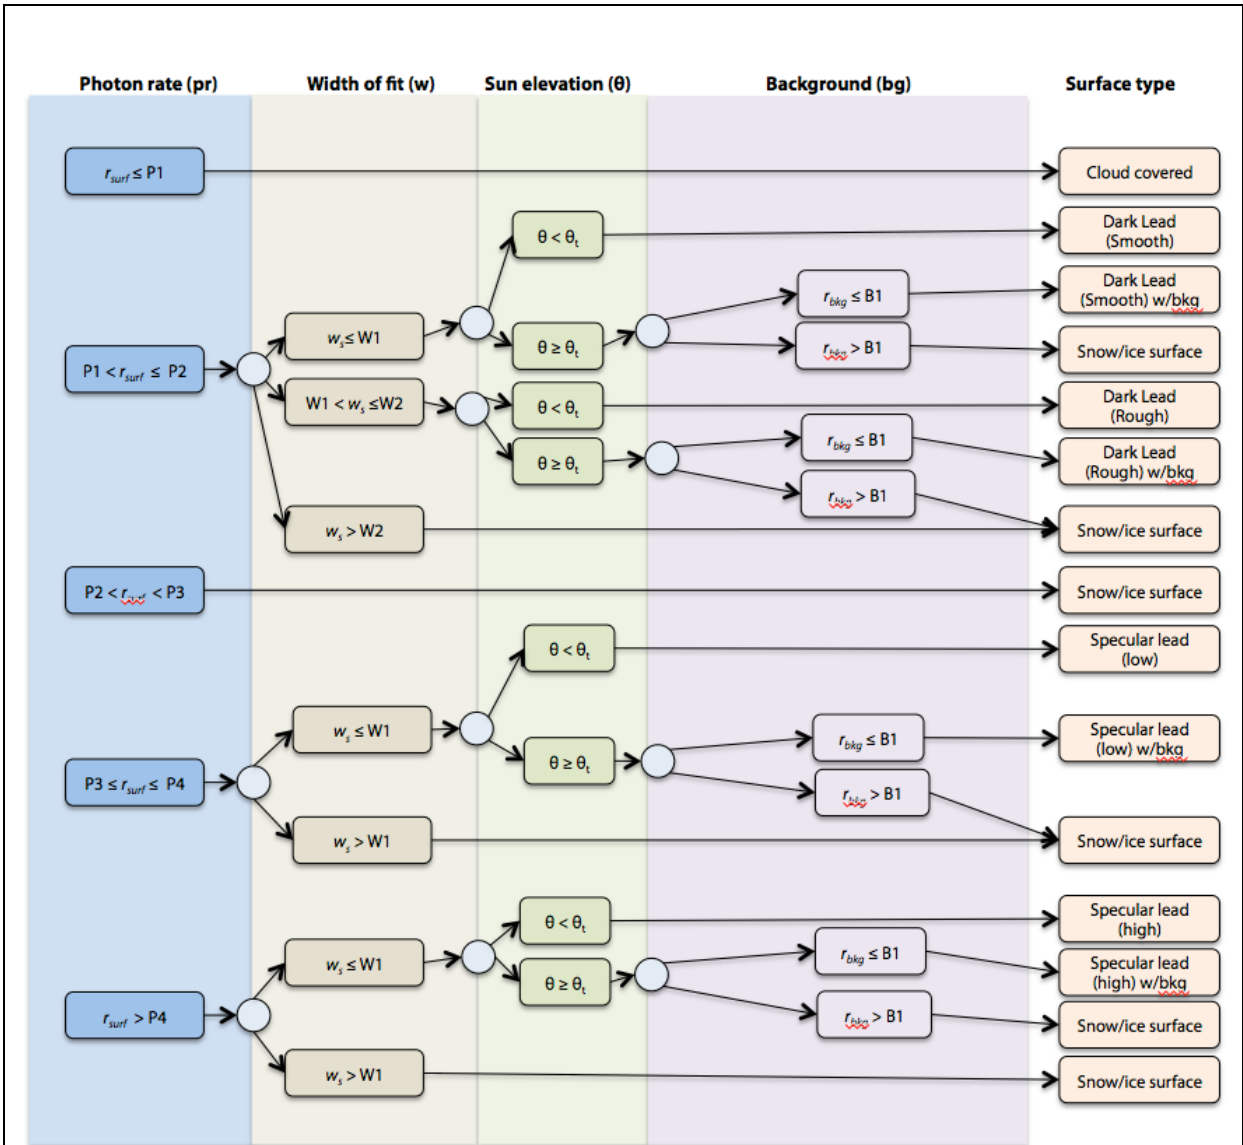 Photon rate (pr)
Width of fit (w)
Sun elevation (θ)
Background (bg)
Surface type
r_surf ≤ P1
Cloud covered
θ < θ_t
Dark Lead
(Smooth)
r_bkg ≤ B1
Dark Lead
(Smooth) w/bkg
w_s ≤ W1
θ ≥ θ_t
r_bkg > B1
Snow/ice surface
P1 < r_surf ≤ P2
W1 < w_s ≤W2
θ < θ_t
Dark Lead
(Rough)
θ ≥ θ_t
r_bkg ≤ B1
Dark Lead
(Rough) w/bkg
r_bkg > B1
w_s > W2
Snow/ice surface
P2 < r_surf < P3
Snow/ice surface
θ < θ_t
Specular lead
(low)
w_s ≤ W1
r_bkg ≤ B1
Specular lead
(low) w/bkg
θ ≥ θ_t
P3 ≤ r_surf ≤ P4
r_bkg > B1
w_s > W1
Snow/ice surface
θ < θ_t
Specular lead
(high)
w_s ≤ W1
r_bkg ≤ B1
Specular lead
(high) w/bkg
θ ≥ θ_t
r_surf > P4
r_bkg > B1
Snow/ice surface
w_s > W1
Snow/ice surface